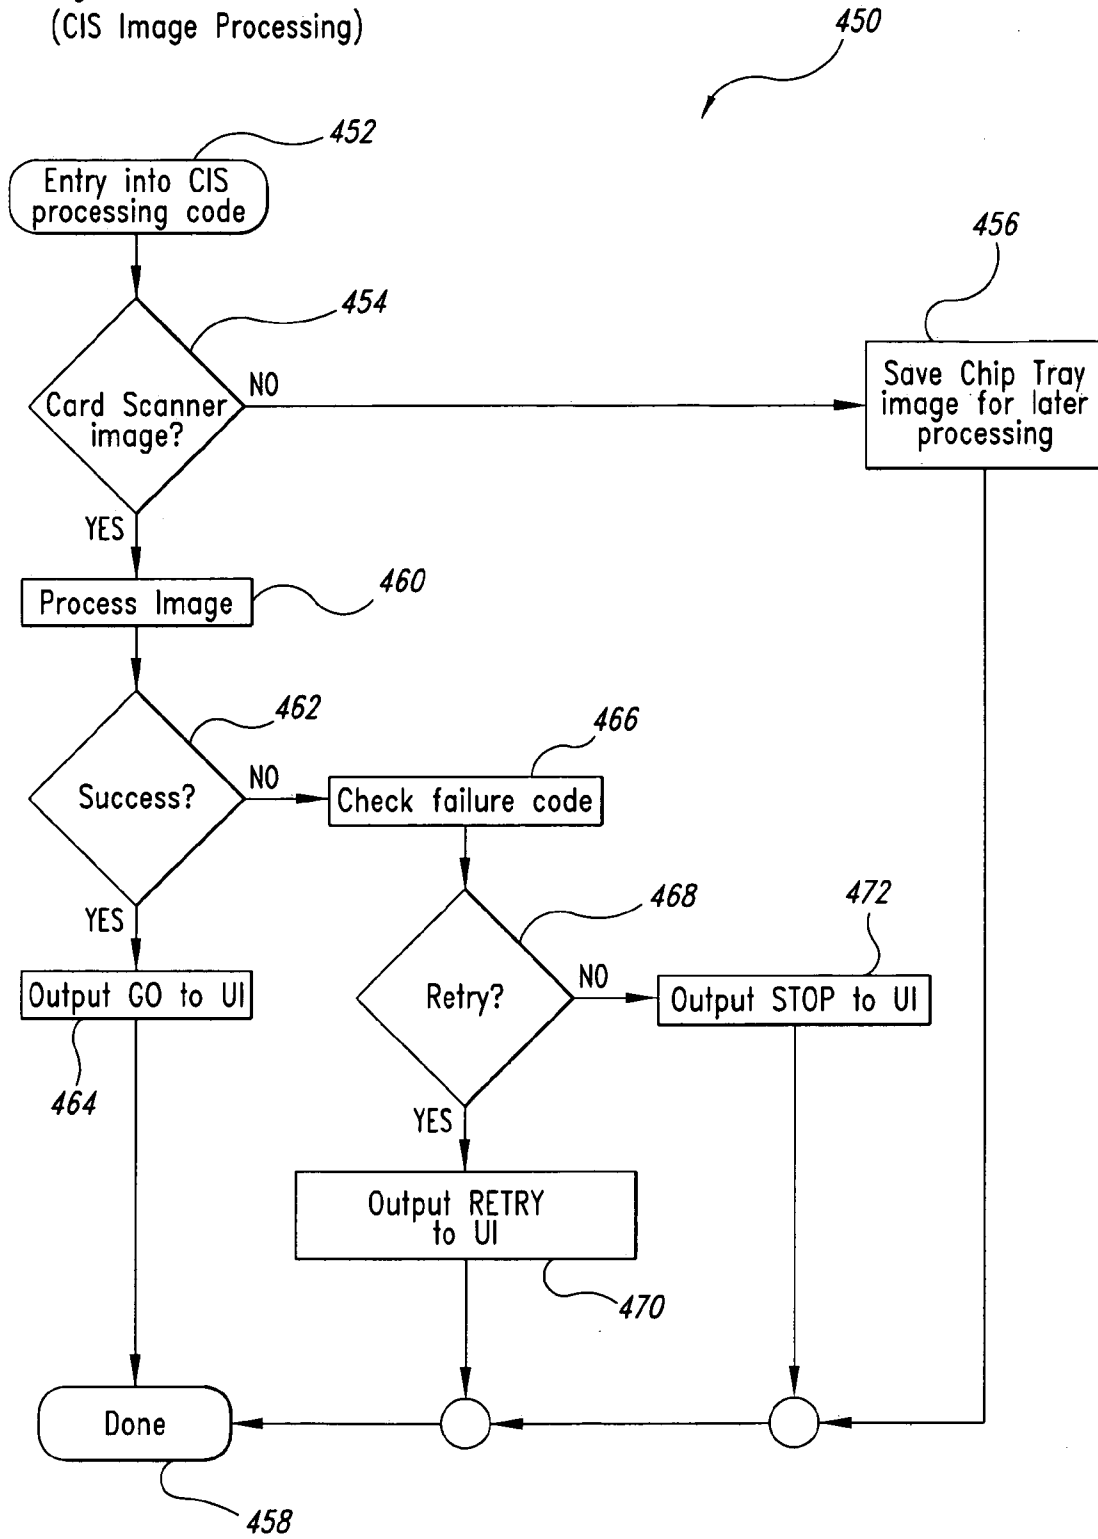 (CIS Image Processing)
450
452
Entry into CIS
processing code
456
454
Card Scanner
image?
NO
Save Chip Tray
image for later
processing
YES
Process Image
460
462
Success?
NO
466
Check failure code
YES
468
472
Output GO to UI
464
Retry?
NO
Output STOP to UI
YES
Output RETRY
to UI
470
Done
458